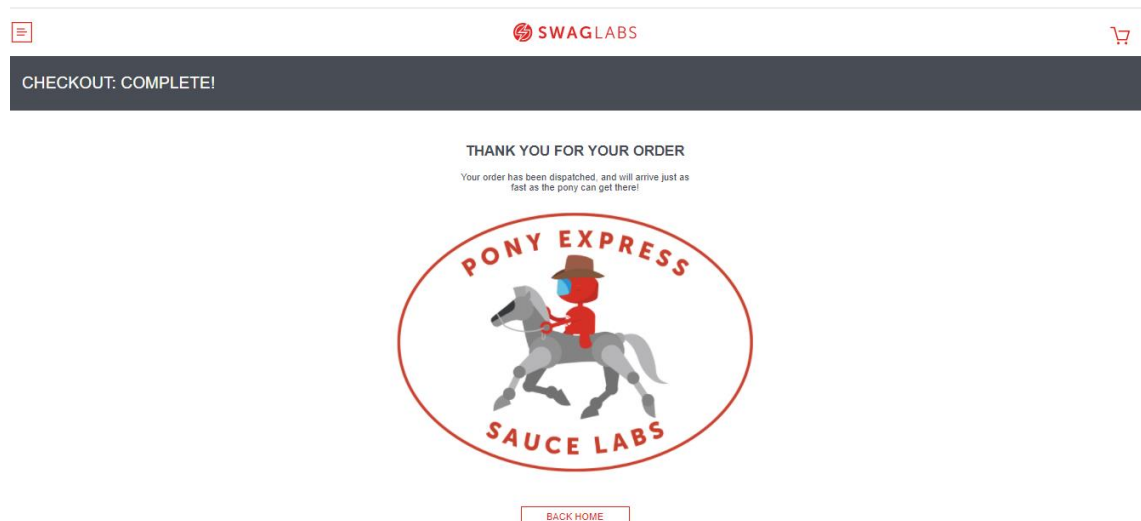 SWAGLABS
CHECKOUT: COMPLETE!
THANK YOU FOR YOUR ORDER
Your order has been dispatched, and will arrive just as
fast as the pony can get there!
PONY EXPRESS
SAUCE LABS
BACK HOME